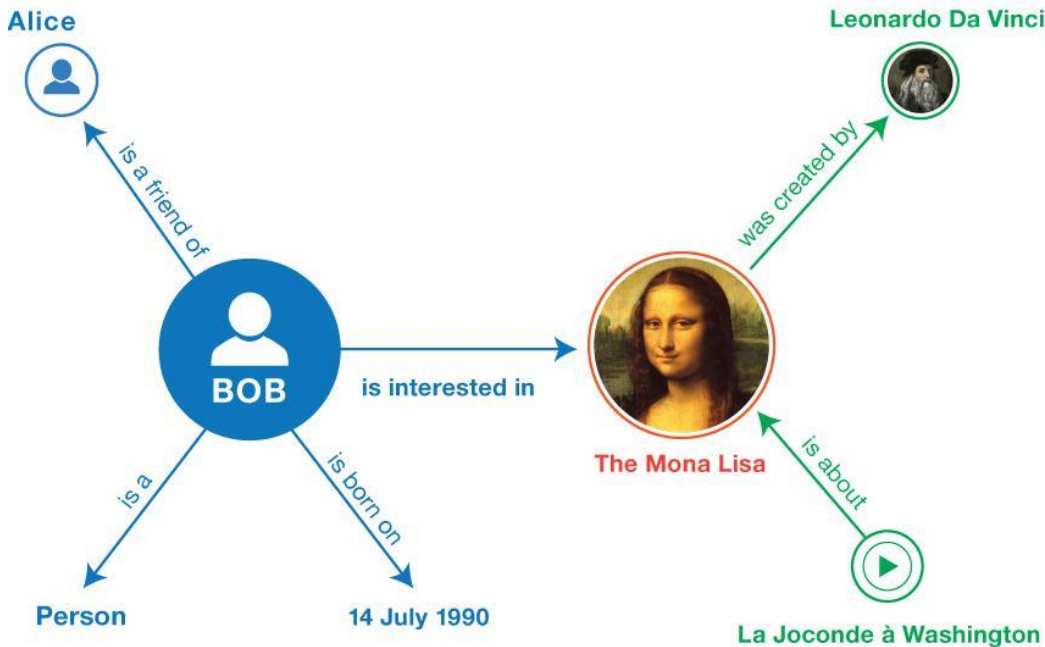 Alice
Leonardo Da Vinci
is a friend of
was created by
BOB
is interested in
The Mona Lisa
is a
is born on
is about
Person
14 July 1990
La Joconde à Washington